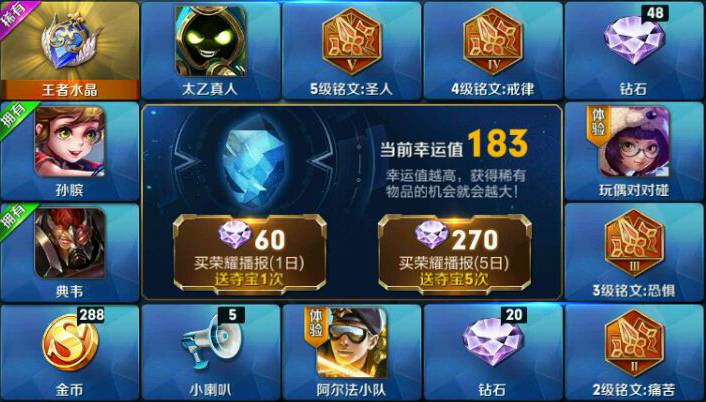 稀有
王者水晶
太乙真人
V
5级铭文:圣人
IV
4级铭文:戒律
48
钻石
拥有
孙膑
当前幸运值183
幸运值越高，获得稀有
物品的机会就会越大！
60
买荣耀播报(1日)
送夺宝1次
270
买荣耀播报(5日)
送夺宝5次
体验
玩偶对对碰
拥有
典韦
III
3级铭文:恐惧
288
金币
5
小喇叭
体验
阿尔法小队
20
钻石
II
2级铭文:痛苦